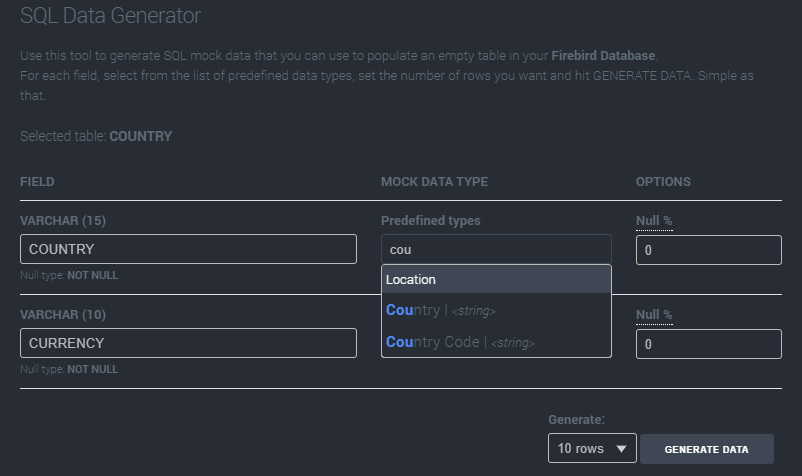 SQL Data Generator
Use this tool to generate SQL mock data that you can use to populate an empty table in your Firebird Database.
For each field, select from the list of predefined data types, set the number of rows you want and hit GENERATE DATA. Simple as
that.
Selected table: COUNTRY
FIELD MOCK DATA TYPE OPTIONS
VARCHAR (15) Predefined types Null %
COUNTRY cou 0
Null type: NOT NULL
Location
Country | <string>
Country Code | <string>
VARCHAR (10) Null %
CURRENCY 0
Null type: NOT NULL
Generate:
10 rows GENERATE DATA